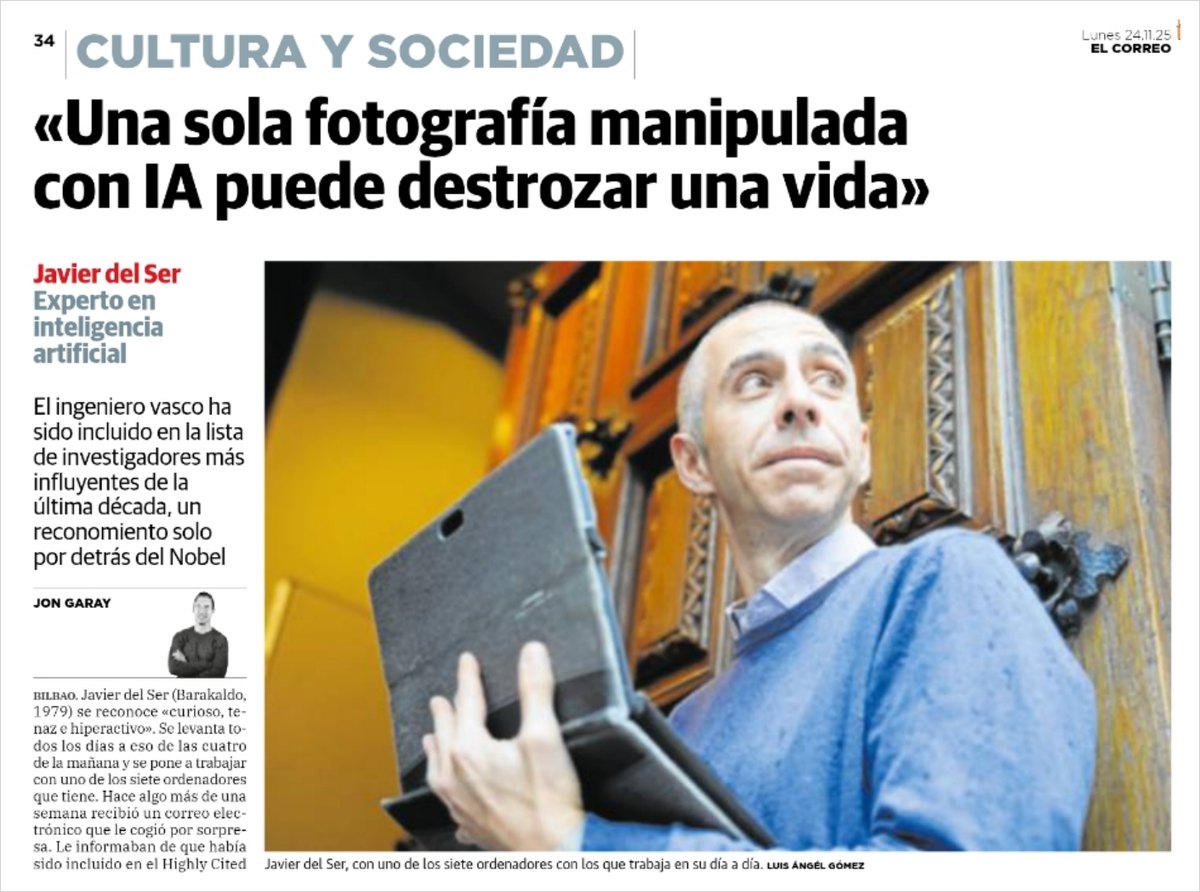 34
CULTURA Y SOCIEDAD
Lunes 24.11.25
EL CORREO
«Una sola fotografía manipulada
con IA puede destrozar una vida»
Javier del Ser
Experto en
inteligencia
artificial
El ingeniero vasco ha
sido incluido en la lista
de investigadores más
influyentes de la
última década, un
reconomiento solo
por detrás del Nobel
JON GARAY
BILBAO. Javier del Ser (Barakaldo,
1979) se reconoce «curioso, te-
naz e hiperactivo». Se levanta to-
dos los días a eso de las cuatro
de la mañana y se pone a trabajar
con uno de los siete ordenadores
que tiene. Hace algo más de una
semana recibió un correo elec-
trónico que le cogió por sorpre-
sa. Le informaban de que había
sido incluido en el Highly Cited
Javier del Ser, con uno de los siete ordenadores con los que trabaja en su día a día. LUIS ÁNGÉL GÓMEZ